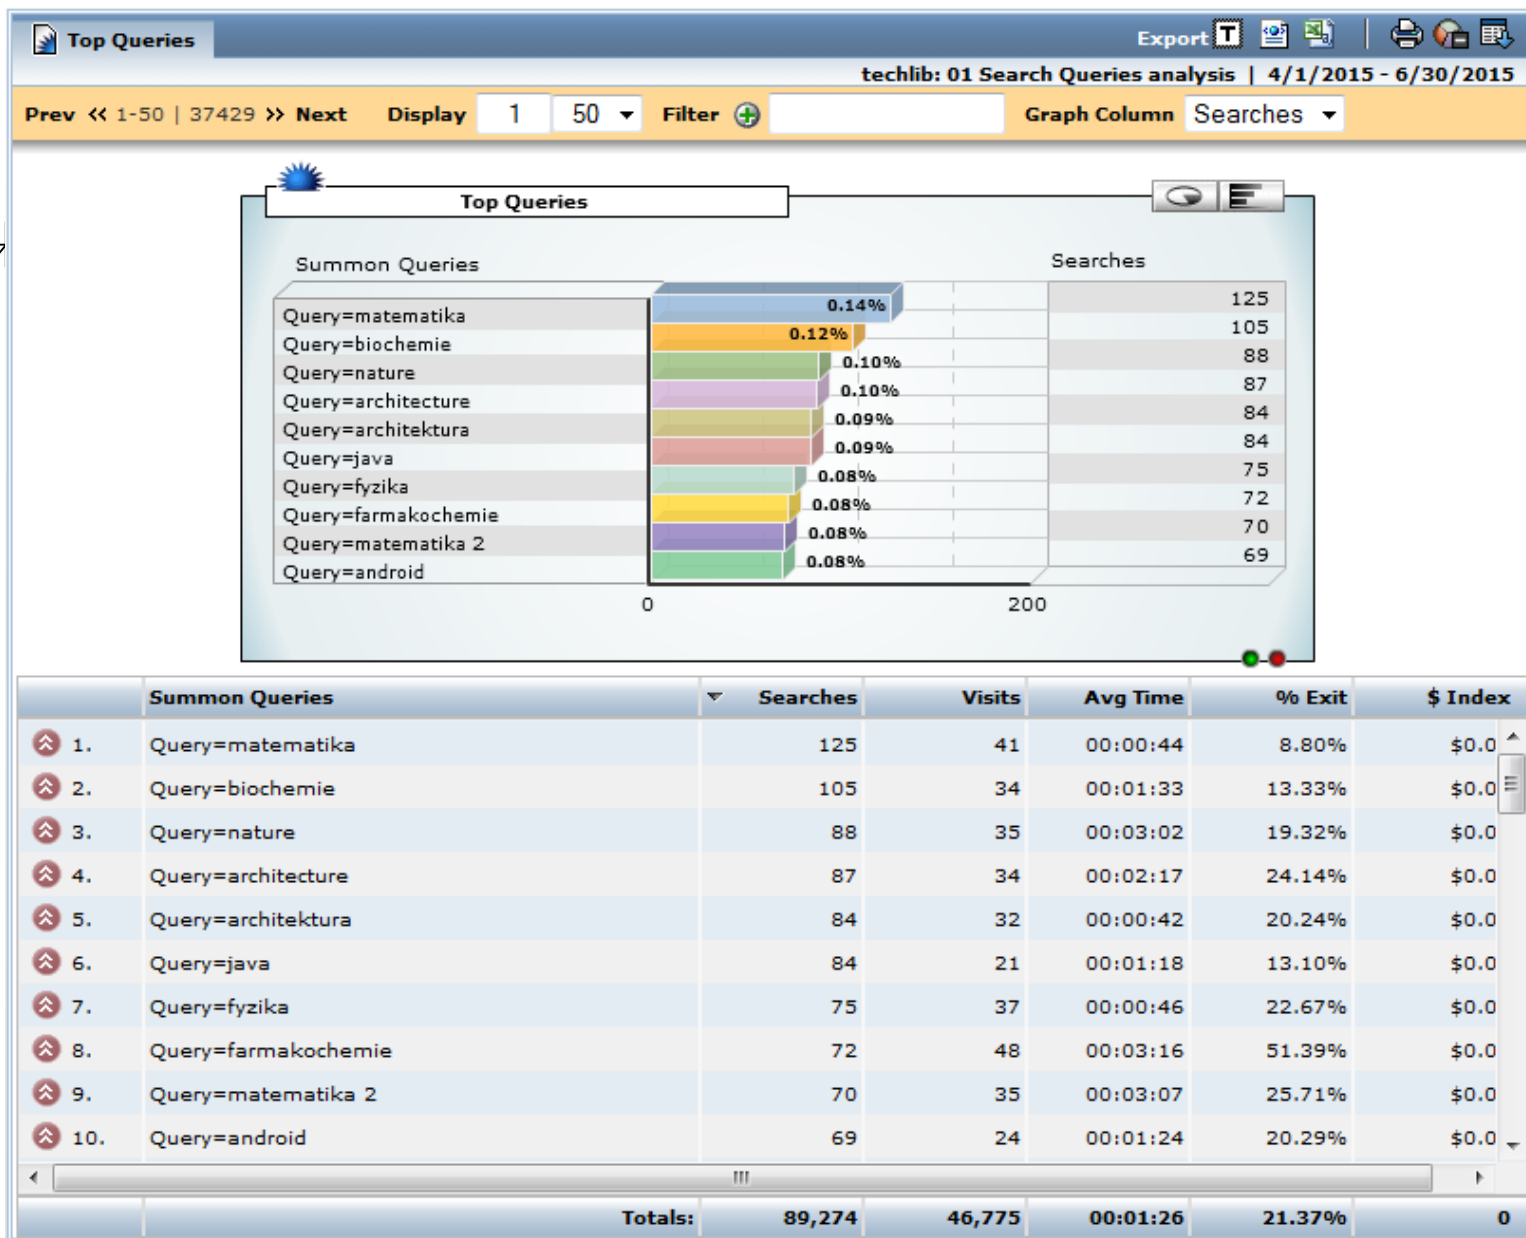 Top Queries Export T
techlib: 01 Search Queries analysis | 4/1/2015 - 6/30/2015
Prev « 1-50 | 37429 » Next Display 1 50 Filter Graph Column Searches
Top Queries
Summon Queries Searches
Query=matematika 0.14% 125
Query=biochemie 0.12% 105
Query=nature 0.10% 88
Query=architecture 0.10% 87
Query=architektura 0.09% 84
Query=java 0.09% 84
Query=fyzika 0.08% 75
Query=farmakochemie 0.08% 72
Query=matematika 2 0.08% 70
Query=android 0.08% 69
0 200
Summon Queries Searches Visits Avg Time % Exit $ Index
1. Query=matematika 125 41 00:00:44 8.80% $0.0
2. Query=biochemie 105 34 00:01:33 13.33% $0.0
3. Query=nature 88 35 00:03:02 19.32% $0.0
4. Query=architecture 87 34 00:02:17 24.14% $0.0
5. Query=architektura 84 32 00:00:42 20.24% $0.0
6. Query=java 84 21 00:01:18 13.10% $0.0
7. Query=fyzika 75 37 00:00:46 22.67% $0.0
8. Query=farmakochemie 72 48 00:03:16 51.39% $0.0
9. Query=matematika 2 70 35 00:03:07 25.71% $0.0
10. Query=android 69 24 00:01:24 20.29% $0.0
Totals: 89,274 46,775 00:01:26 21.37% 0